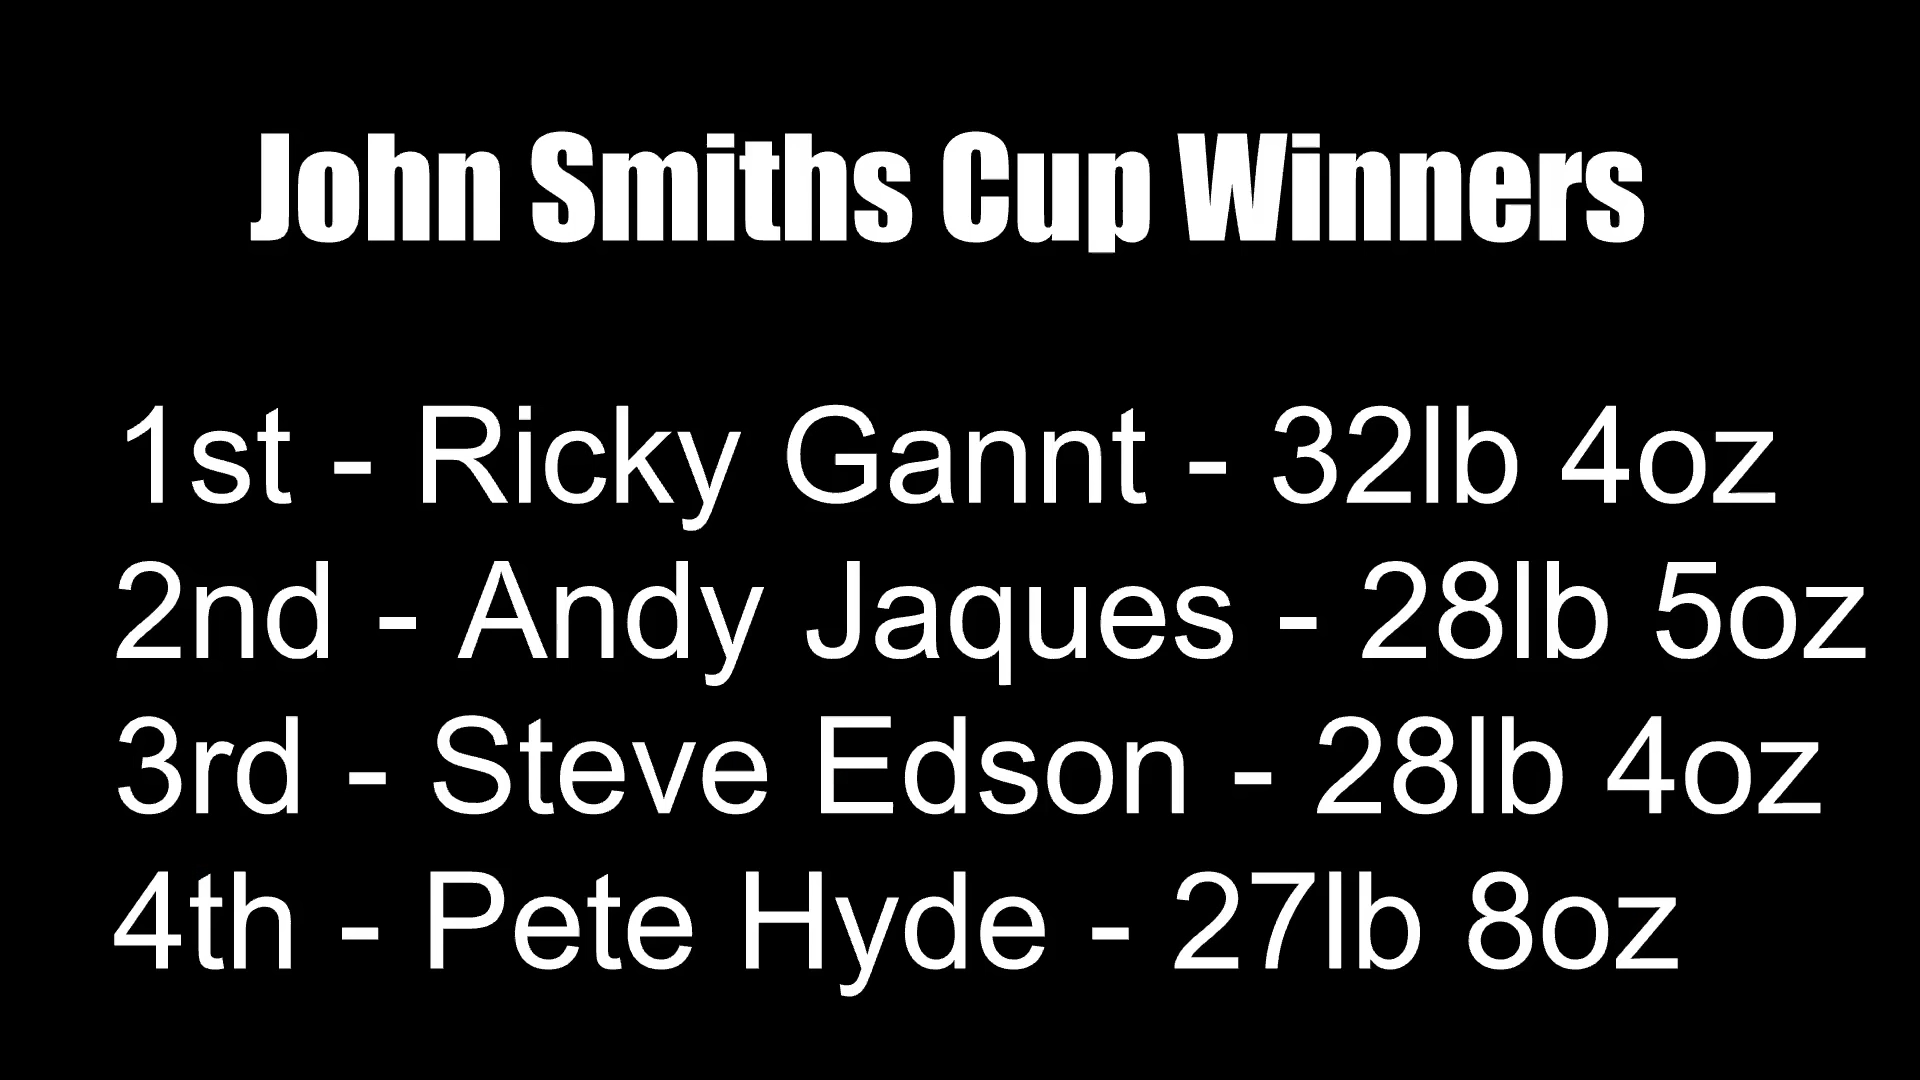 John Smiths Cup Winners
1st - Ricky Gannt - 32lb 4oz
2nd - Andy Jaques - 28lb 5oz
3rd - Steve Edson - 28lb 4oz
4th - Pete Hyde - 27lb 8oz